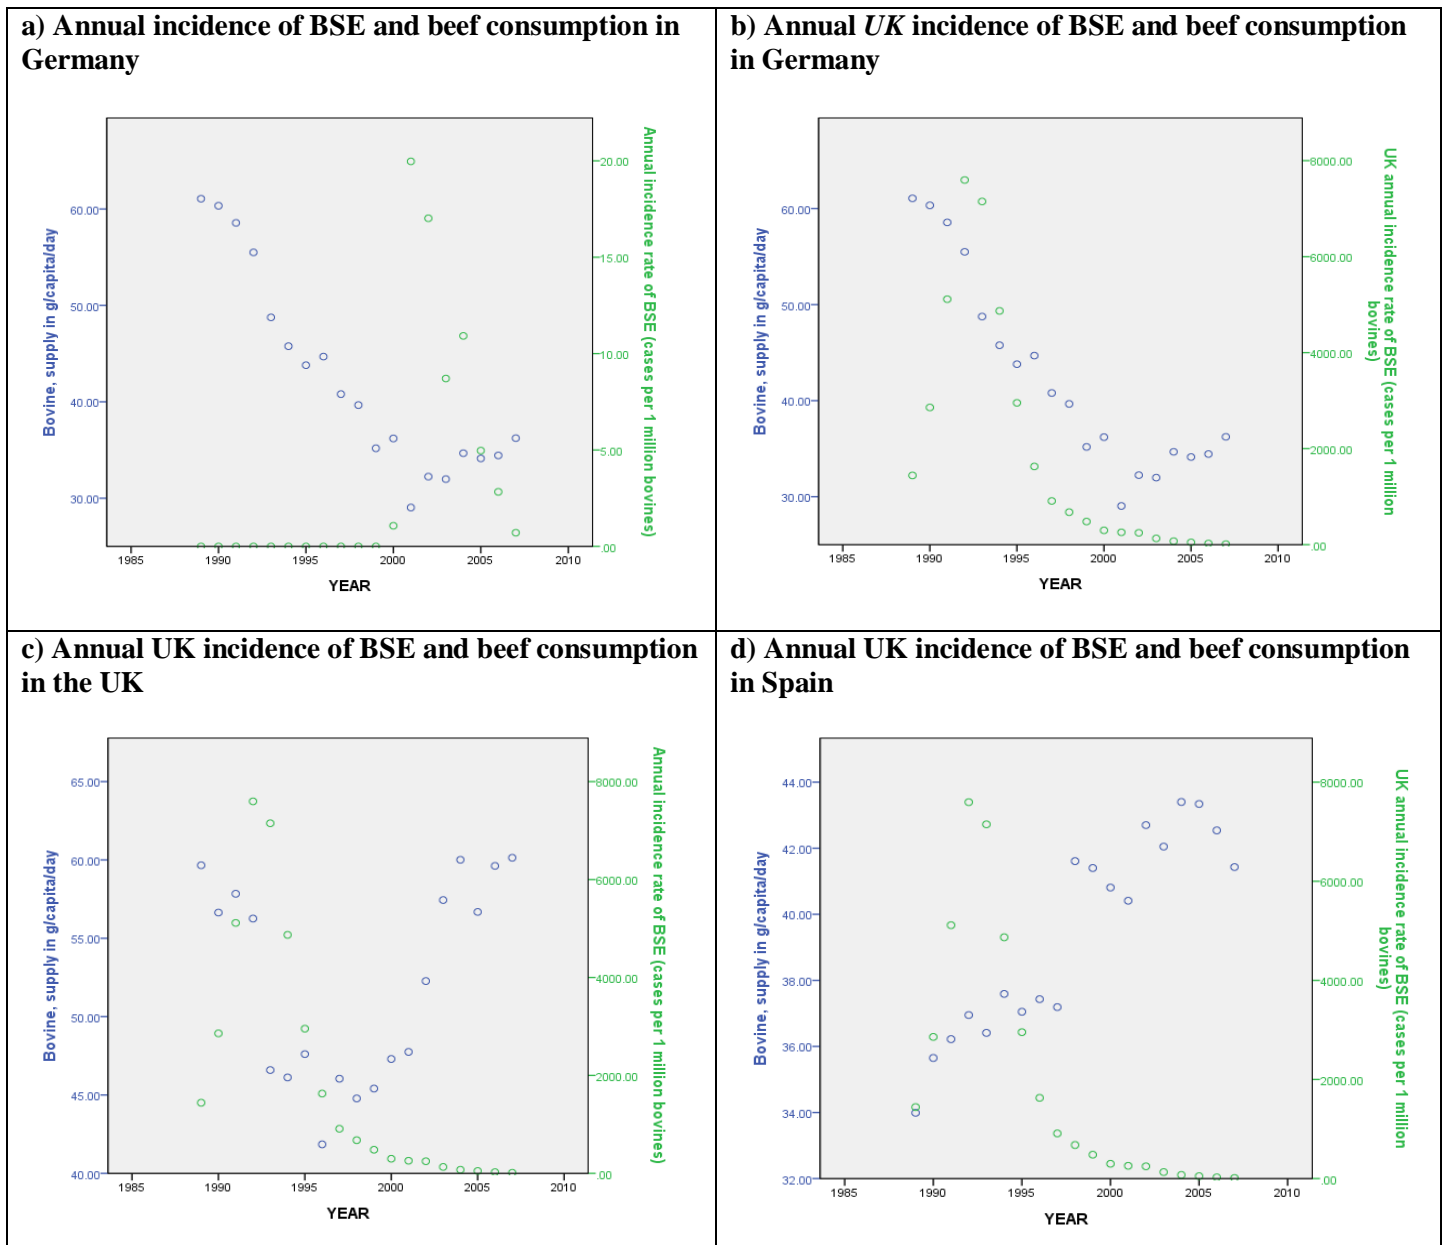 a) Annual incidence of BSE and beef consumption in
Germany
Bovine, supply in g/capita/day
60.00
50.00
40.00
30.00
20.00
15.00
10.00
5.00
.00
Annual incidence rate of BSE (cases per 1 million bovines)
1985 1990 1995 2000 2005 2010
YEAR
b) Annual UK incidence of BSE and beef consumption
in Germany
Bovine, supply in g/capita/day
60.00
50.00
40.00
30.00
8000.00
6000.00
4000.00
2000.00
.00
UK annual incidence rate of BSE (cases per 1 million
bovines)
1985 1990 1995 2000 2005 2010
YEAR
c) Annual UK incidence of BSE and beef consumption
in the UK
Bovine, supply in g/capita/day
65.00
60.00
55.00
50.00
45.00
40.00
8000.00
6000.00
4000.00
2000.00
.00
Annual incidence rate of BSE (cases per 1 million bovines)
1985 1990 1995 2000 2005 2010
YEAR
d) Annual UK incidence of BSE and beef consumption
in Spain
Bovine, supply in g/capita/day
44.00
42.00
40.00
38.00
36.00
34.00
32.00
8000.00
6000.00
4000.00
2000.00
.00
UK annual incidence rate of BSE (cases per 1 million
bovines)
1985 1990 1995 2000 2005 2010
YEAR